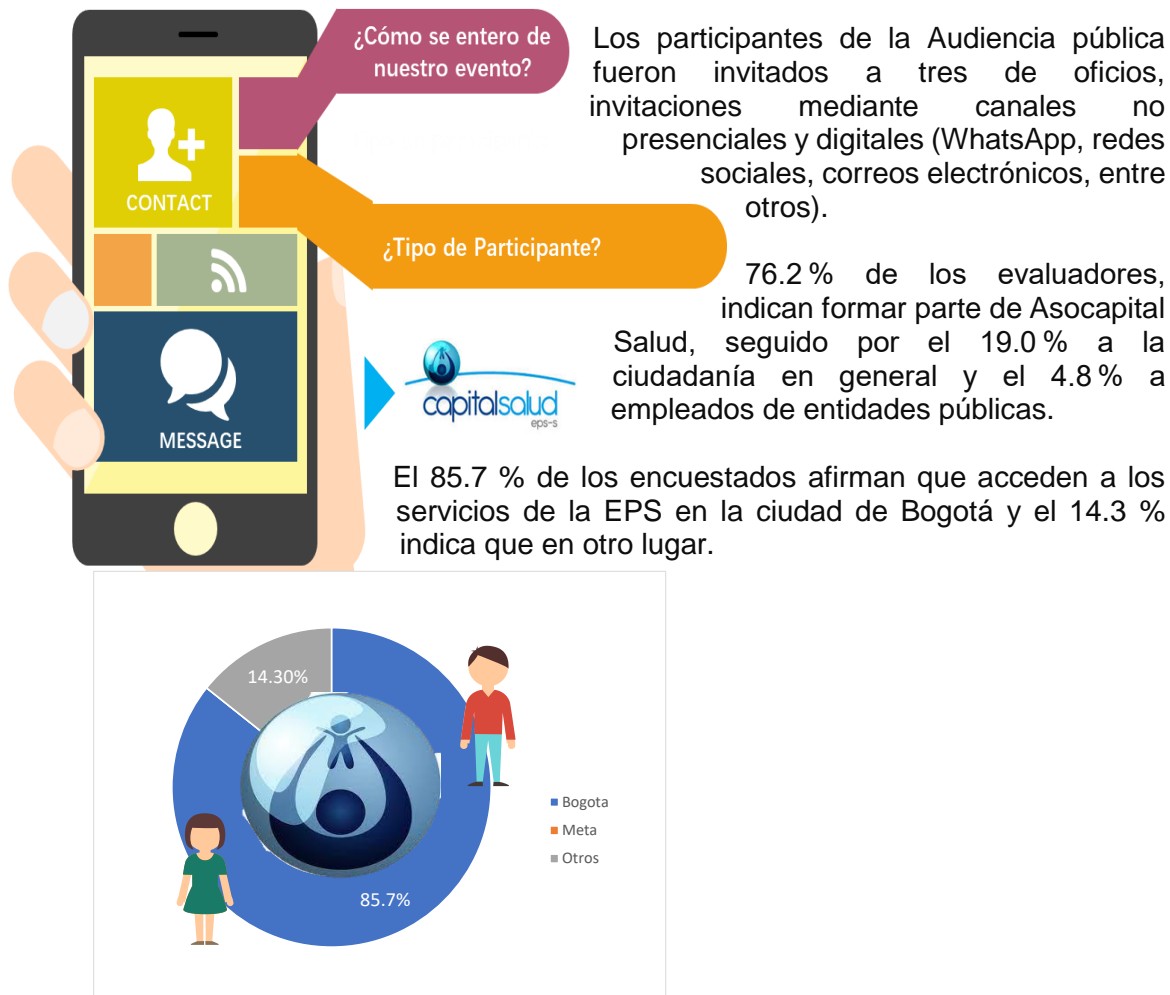 ¿Cómo se entero de
nuestro evento?
CONTACT
¿Tipo de Participante?
MESSAGE
capitalsalud
eps-s
Los participantes de la Audiencia pública
fueron invitados a tres de oficios,
invitaciones mediante canales no
presenciales y digitales (WhatsApp, redes
sociales, correos electrónicos, entre
otros).
76.2 % de los evaluadores,
indican formar parte de Asocapital
Salud, seguido por el 19.0 % a la
ciudadanía en general y el 4.8 % a
empleados de entidades públicas.
El 85.7 % de los encuestados afirman que acceden a los
servicios de la EPS en la ciudad de Bogotá y el 14.3 %
indica que en otro lugar.
14.30%
85.7%
Bogota
Meta
Otros